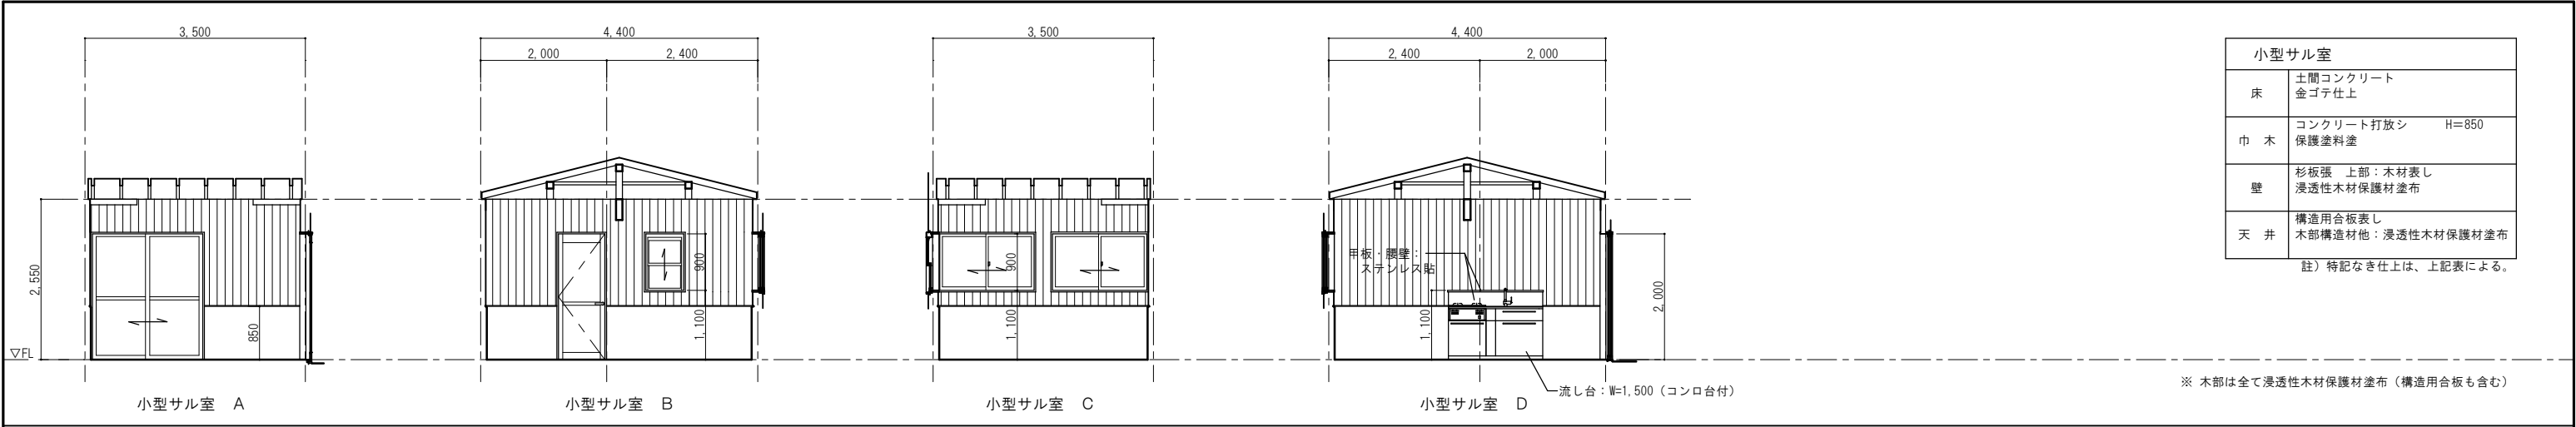 3,500
2,550
850
▽FL
小型サル室　A
4,400
2,000
2,400
900
1,100
小型サル室　B
3,500
900
1,100
小型サル室　C
4,400
2,400
2,000
甲板・腰壁：
ステンレス貼
1,100
2,000
流し台：W=1,500（コンロ台付）
小型サル室　D
小型サル室
床
土間コンクリート
金ゴテ仕上
巾　木
コンクリート打放シ　　H=850
保護塗料塗
壁
杉板張　上部：木材表し
浸透性木材保護材塗布
天　井
構造用合板表し
木部構造材他：浸透性木材保護材塗布
註）特記なき仕上は、上記表による。
※ 木部は全て浸透性木材保護材塗布（構造用合板も含む）